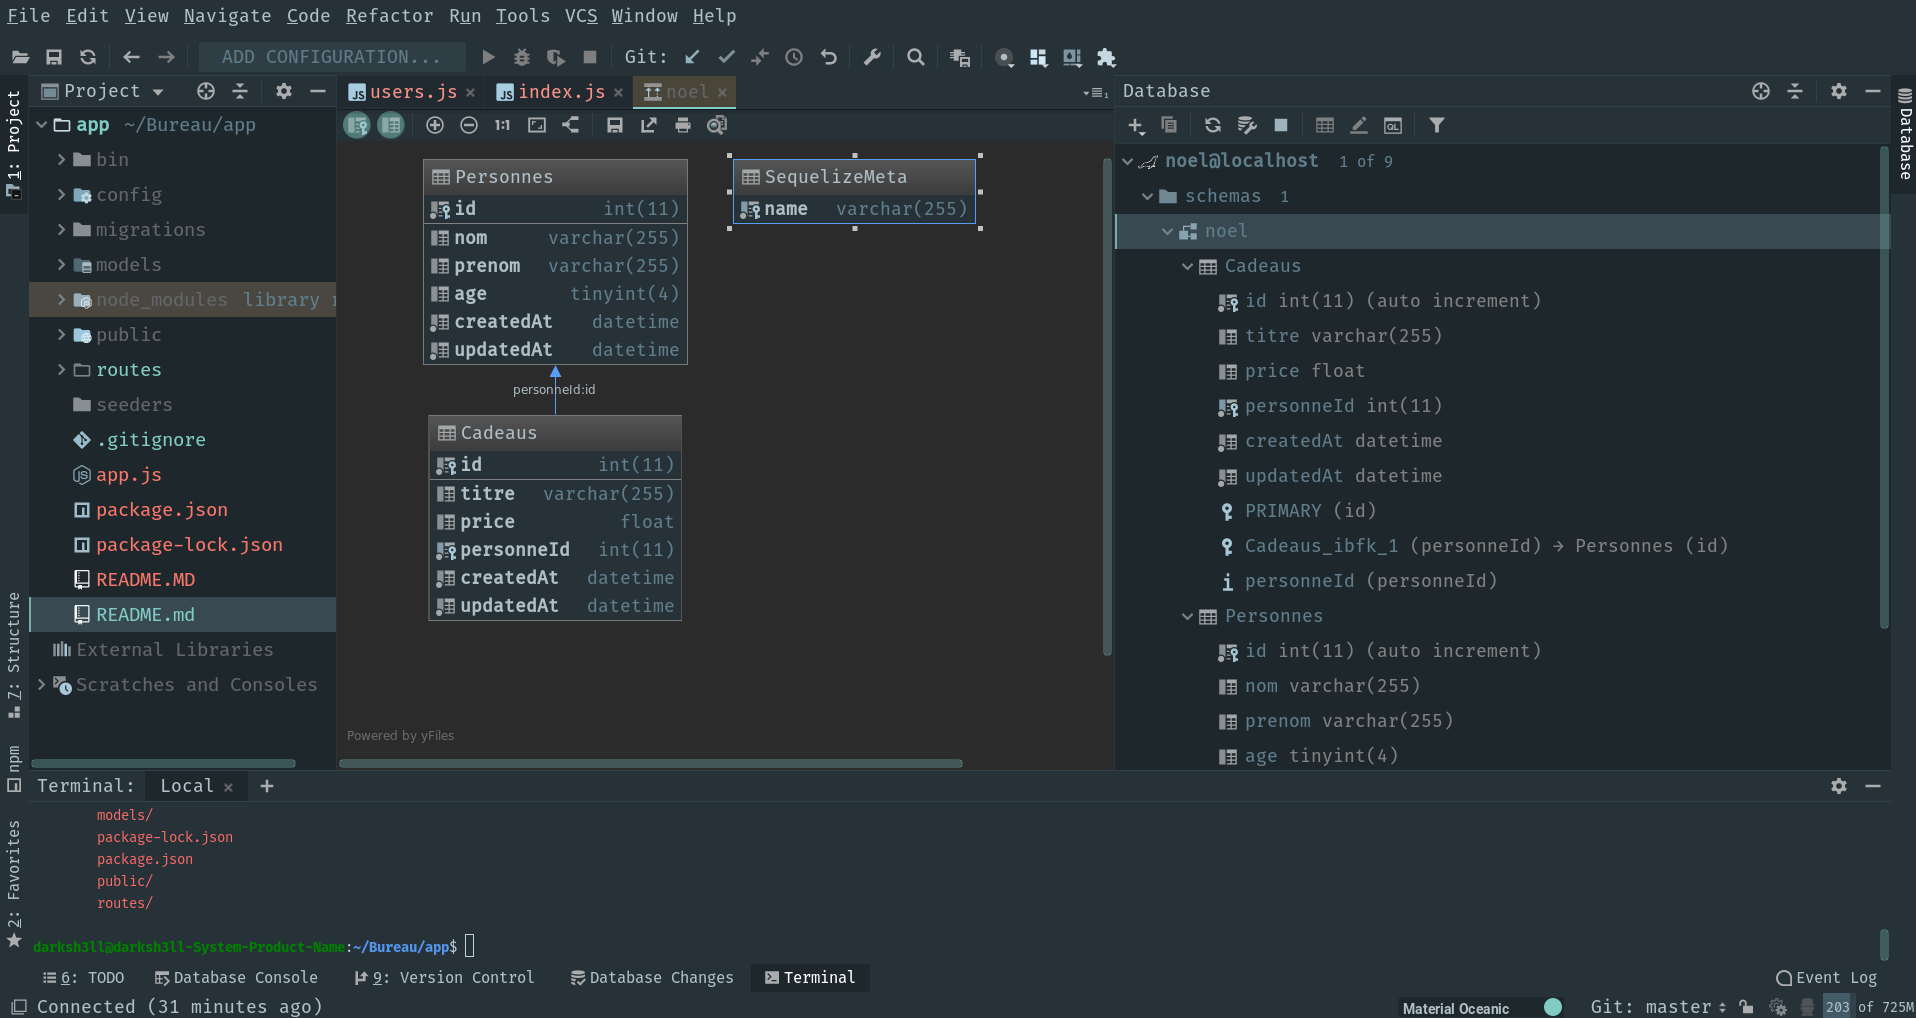 File Edit View Navigate Code Refactor Run Tools VCS Window Help
ADD CONFIGURATION... Git:
1: Project
Project
users.js index.js noel
Database
Database
app ~/Bureau/app
bin
config
migrations
models
node_modules library
public
routes
seeders
.gitignore
app.js
package.json
package-lock.json
README.MD
README.md
External Libraries
Scratches and Consoles
1:1
Personnes
id int(11)
nom varchar(255)
prenom varchar(255)
age tinyint(4)
createdAt datetime
updatedAt datetime
personneId:id
Cadeaus
id int(11)
titre varchar(255)
price float
personneId int(11)
createdAt datetime
updatedAt datetime
SequelizeMeta
name varchar(255)
Powered by yFiles
QL
noel@localhost 1 of 9
schemas 1
noel
Cadeaus
id int(11) (auto increment)
titre varchar(255)
price float
personneId int(11)
createdAt datetime
updatedAt datetime
PRIMARY (id)
Cadeaus_ibfk_1 (personneId) → Personnes (id)
personneId (personneId)
Personnes
id int(11) (auto increment)
nom varchar(255)
prenom varchar(255)
age tinyint(4)
7: Structure
npm
2: Favorites
Terminal: Local
models/
package-lock.json
package.json
public/
routes/
darksh3ll@darksh3ll-System-Product-Name:~/Bureau/app$
6: TODO Database Console 9: Version Control Database Changes Terminal Event Log
Connected (31 minutes ago) Material Oceanic Git: master 203 of 725M